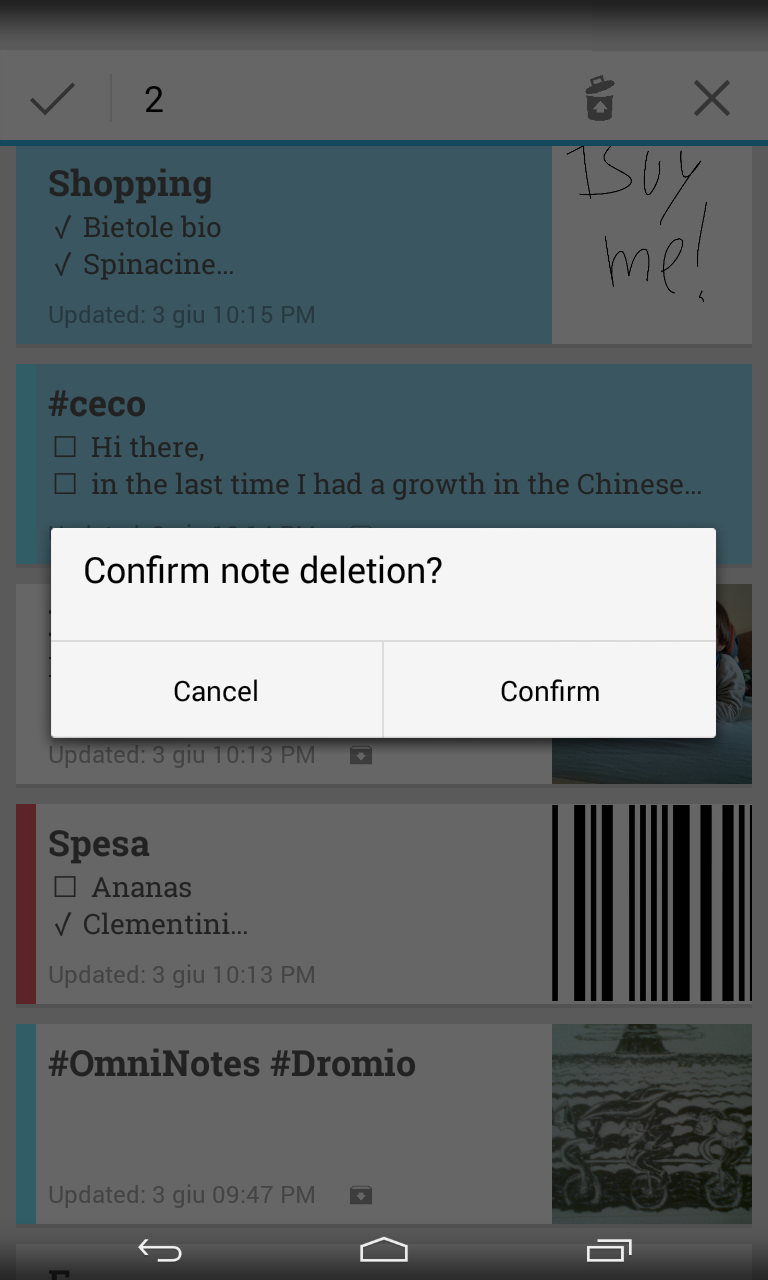 2
Shopping
√ Bietole bio
√ Spinacine...
Updated: 3 giu 10:15 PM
Buy
me!
#ceco
☐ Hi there,
☐ in the last time I had a growth in the Chinese...
Confirm note deletion?
Cancel
Confirm
Updated: 3 giu 10:13 PM
Spesa
☐ Ananas
√ Clementini...
Updated: 3 giu 10:13 PM
#OmniNotes #Dromio
Updated: 3 giu 09:47 PM